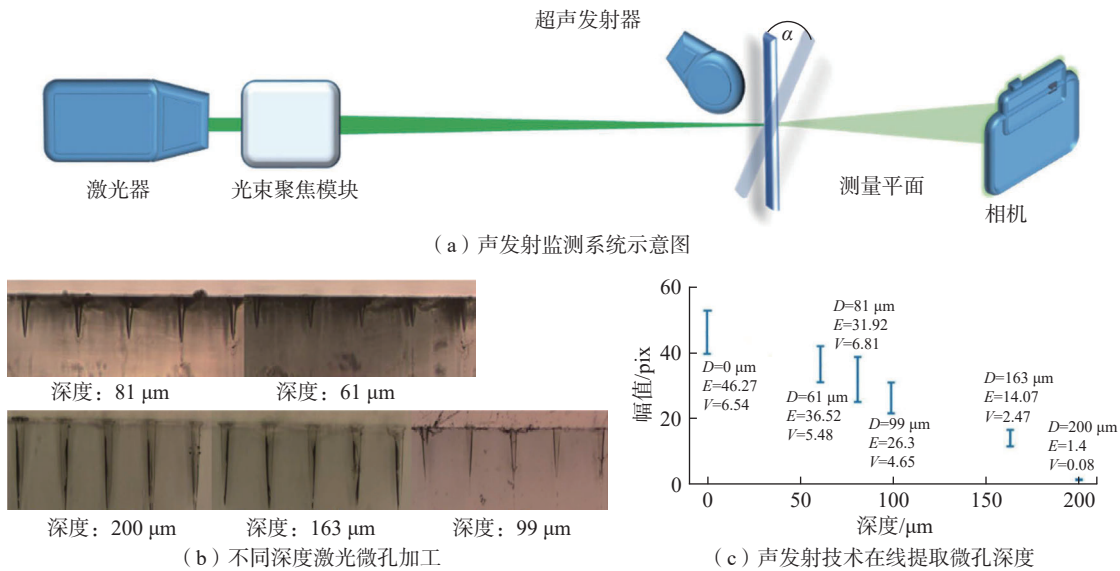 超声发射器
α
激光器
光束聚焦模块
测量平面
相机
（a）声发射监测系统示意图
深度：81 μm
深度：61 μm
深度：200 μm
深度：163 μm
深度：99 μm
（b）不同深度激光微孔加工
幅值/pix
60
40
20
0
D=0 μm
E=46.27
V=6.54
D=61 μm
E=36.52
V=5.48
D=81 μm
E=31.92
V=6.81
D=99 μm
E=26.3
V=4.65
D=163 μm
E=14.07
V=2.47
D=200 μm
E=1.4
V=0.08
0
50
100
150
200
深度/μm
（c）声发射技术在线提取微孔深度